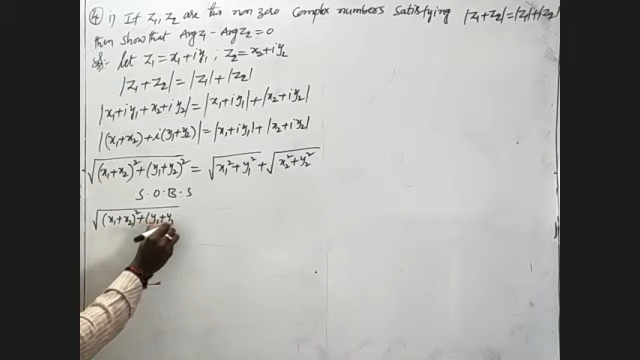 ④ i) If Z₁, Z₂ are two non zero Complex numbers satisfying |Z₁+Z₂|=|Z₁|+|Z₂|
then show that Arg Z₁ - Arg Z₂ = 0
Sol:- Let Z₁ = x₁+iy₁ ; Z₂ = x₂+iy₂
|Z₁+Z₂| = |Z₁| + |Z₂|
|x₁+iy₁+x₂+iy₂| = |x₁+iy₁| + |x₂+iy₂|
|(x₁+x₂)+i(y₁+y₂)| = |x₁+iy₁| + |x₂+iy₂|
√((x₁+x₂)²+(y₁+y₂)²) = √(x₁²+y₁²) + √(x₂²+y₂²)
S.O.B.S
√((x₁+x₂)²+(y₁+y